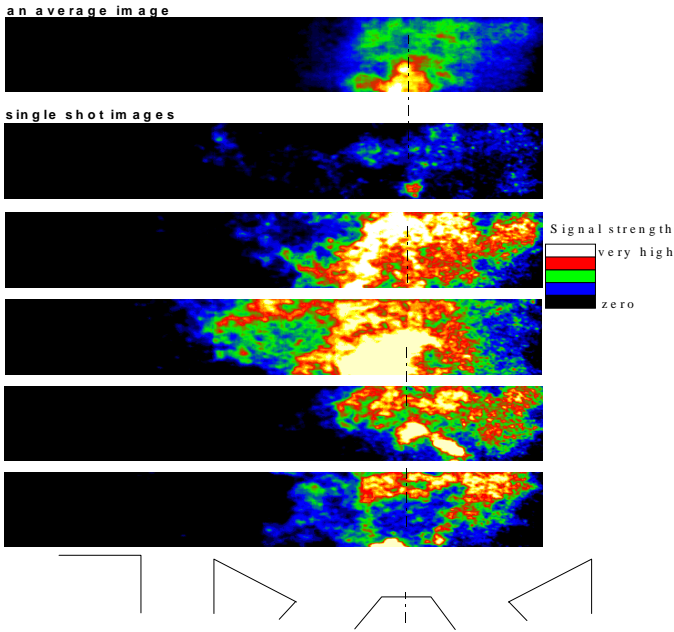 an average image
single shot images
Signal strength
very high
zero